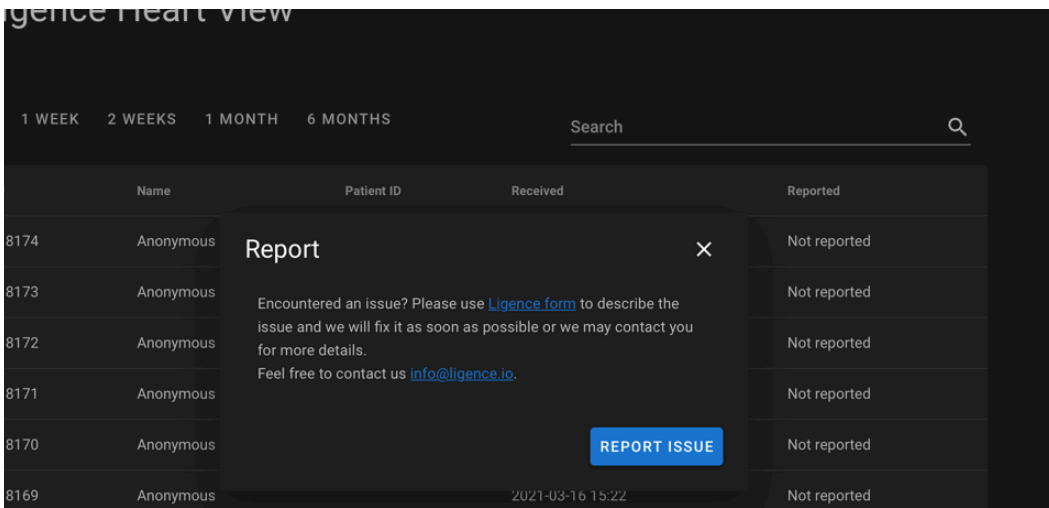 igence Heart View
1 WEEK 2 WEEKS 1 MONTH 6 MONTHS
Search
Name Patient ID Received Reported
8174 Anonymous Not reported
Report
8173 Anonymous Not reported
Encountered an issue? Please use Ligence form to describe the
issue and we will fix it as soon as possible or we may contact you
for more details.
Feel free to contact us info@ligence.io.
8172 Anonymous Not reported
8171 Anonymous Not reported
8170 Anonymous Not reported
REPORT ISSUE
8169 Anonymous 2021-03-16 15:22 Not reported